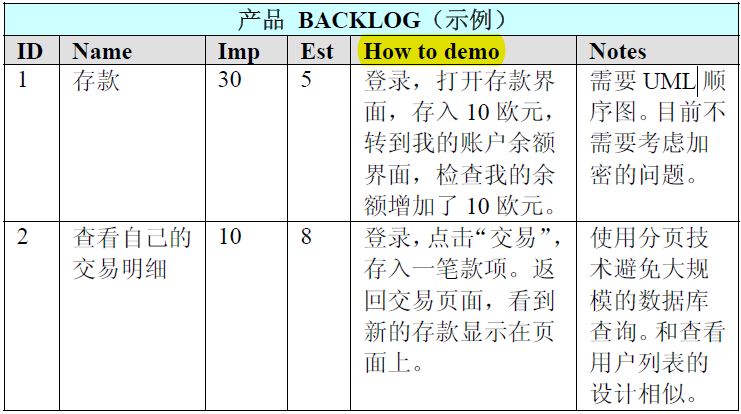 产品 BACKLOG（示例）
ID Name Imp Est How to demo Notes
1 存款 30 5 登录，打开存款界 需要 UML 顺
面，存入 10 欧元， 序图。目前不
转到我的账户余额 需要考虑加
界面，检查我的余 密的问题。
额增加了 10 欧元。
2 查看自己的 10 8 登录，点击“交易”， 使用分页技
交易明细 存入一笔款项。返 术避免大规
回交易页面，看到 模的数据库
新的存款显示在页 查询。和查看
面上。 用户列表的
设计相似。